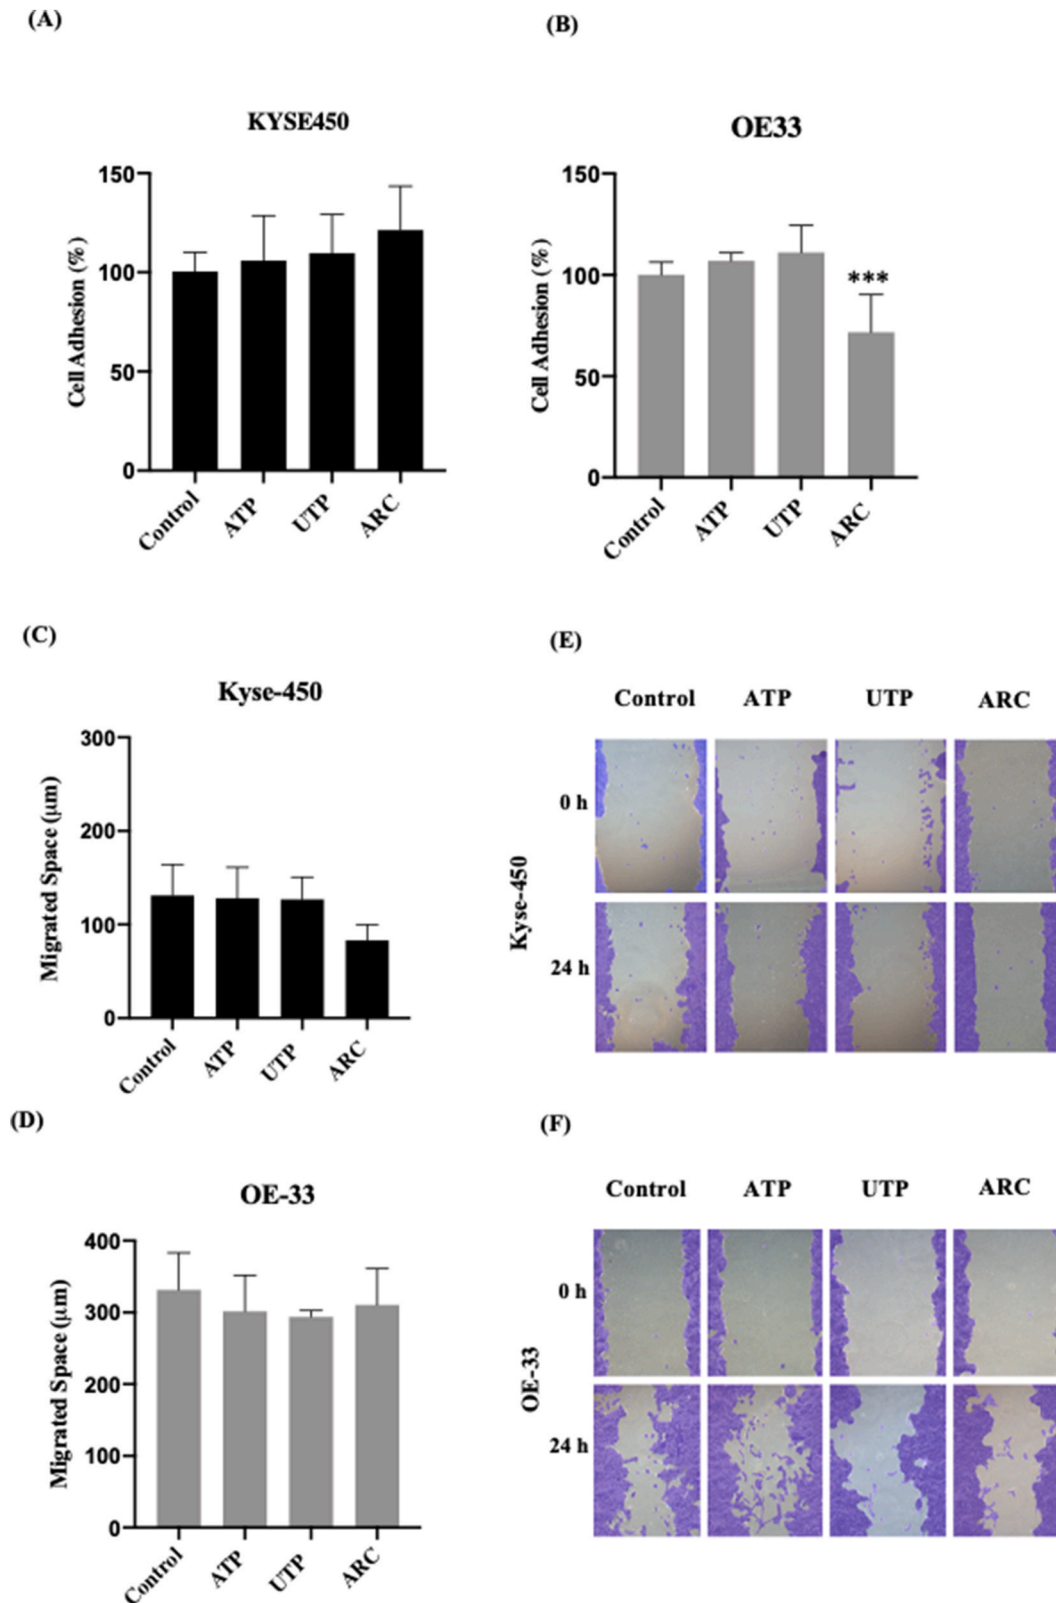 (A)
KYSE450
Cell Adhesion (%)
150
100
50
0
Control
ATP
UTP
ARC
(B)
OE33
Cell Adhesion (%)
150
100
50
0
***
Control
ATP
UTP
ARC
(C)
Kyse-450
Migrated Space (μm)
300
200
100
0
Control
ATP
UTP
ARC
(E)
Control ATP UTP ARC
Kyse-450
0 h
24 h
(D)
OE-33
Migrated Space (μm)
400
300
200
100
0
Control
ATP
UTP
ARC
(F)
Control ATP UTP ARC
OE-33
0 h
24 h